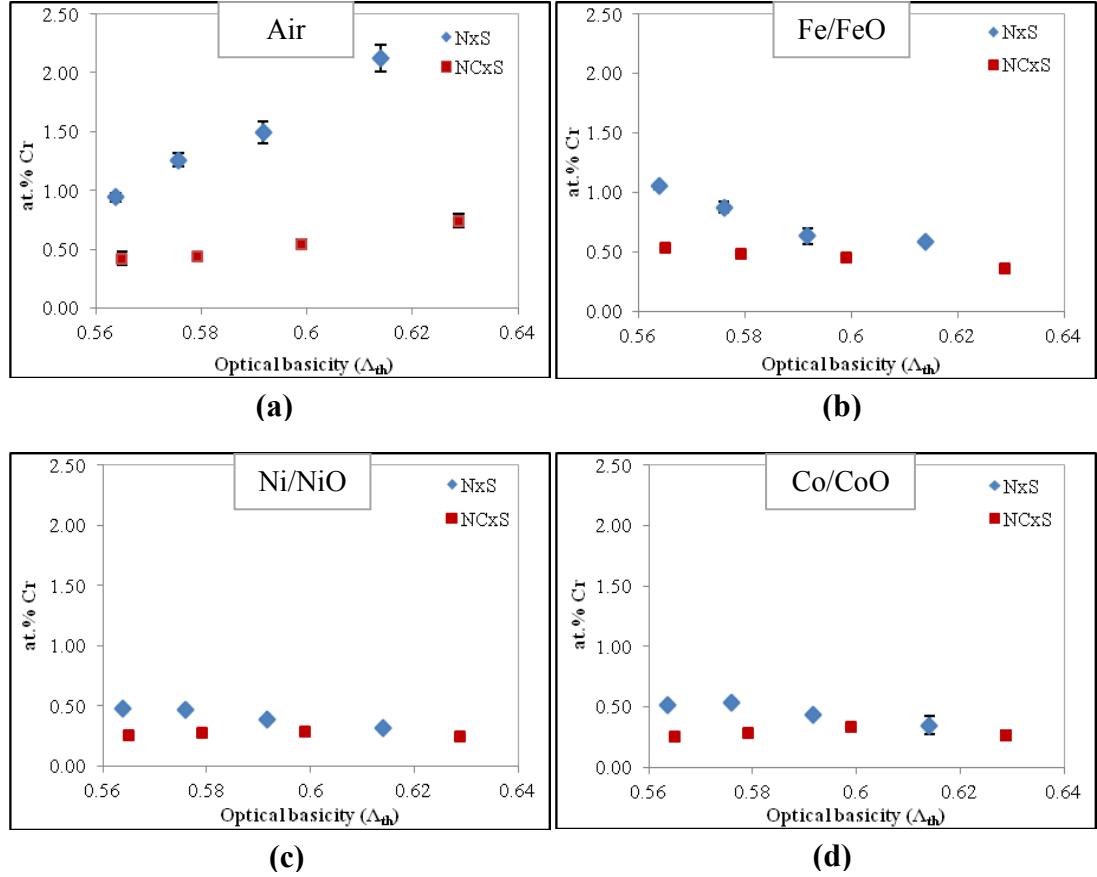 Air
2.50
2.00
1.50
1.00
0.50
0.00
at.% Cr
NxS
NCxS
0.56
0.58
0.6
0.62
0.64
Optical basicity (Λth)
(a)
Fe/FeO
2.50
2.00
1.50
1.00
0.50
0.00
at.% Cr
NxS
NCxS
0.56
0.58
0.6
0.62
0.64
Optical basicity (Λth)
(b)
Ni/NiO
2.50
2.00
1.50
1.00
0.50
0.00
at.% Cr
NxS
NCxS
0.56
0.58
0.6
0.62
0.64
Optical basicity (Λth)
(c)
Co/CoO
2.50
2.00
1.50
1.00
0.50
0.00
at.% Cr
NxS
NCxS
0.56
0.58
0.6
0.62
0.64
Optical basicity (Λth)
(d)